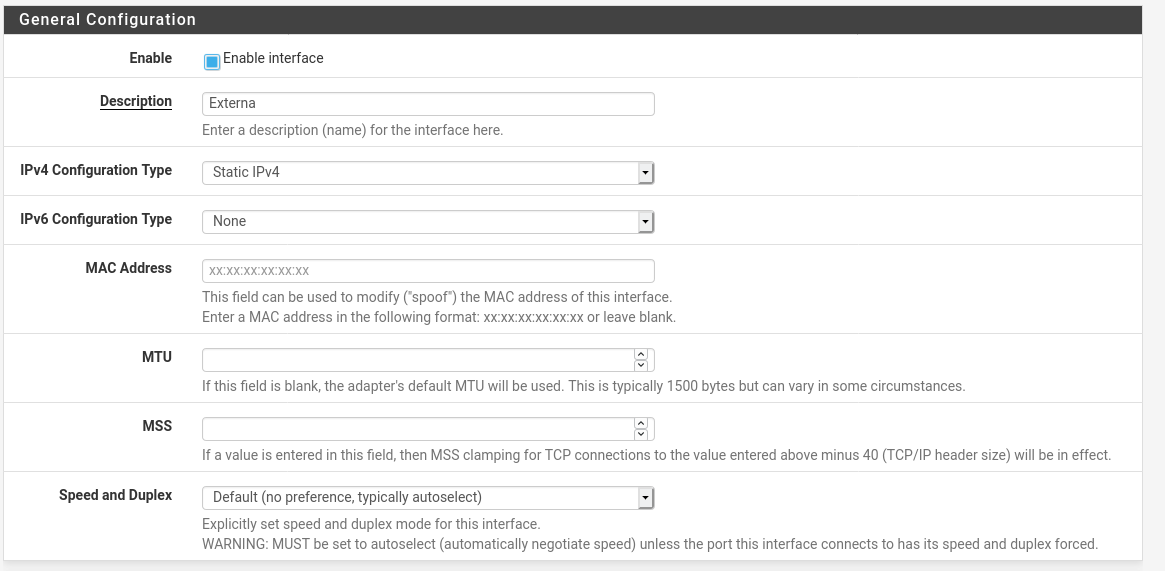 General Configuration
Enable Enable interface
Description Externa
Enter a description (name) for the interface here.
IPv4 Configuration Type Static IPv4
IPv6 Configuration Type None
MAC Address xx:xx:xx:xx:xx:xx
This field can be used to modify ("spoof") the MAC address of this interface.
Enter a MAC address in the following format: xx:xx:xx:xx:xx:xx or leave blank.
MTU
If this field is blank, the adapter's default MTU will be used. This is typically 1500 bytes but can vary in some circumstances.
MSS
If a value is entered in this field, then MSS clamping for TCP connections to the value entered above minus 40 (TCP/IP header size) will be in effect.
Speed and Duplex Default (no preference, typically autoselect)
Explicitly set speed and duplex mode for this interface.
WARNING: MUST be set to autoselect (automatically negotiate speed) unless the port this interface connects to has its speed and duplex forced.